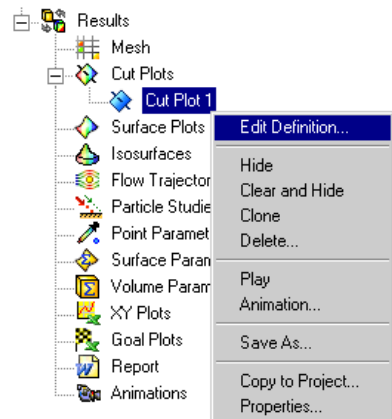 Results
Mesh
Cut Plots
Cut Plot 1
Surface Plots
Isosurfaces
Flow Trajector
Particle Studie
Point Paramet
Surface Param
Volume Param
XY Plots
Goal Plots
Report
Animations
Edit Definition...
Hide
Clear and Hide
Clone
Delete...
Play
Animation...
Save As...
Copy to Project...
Properties...